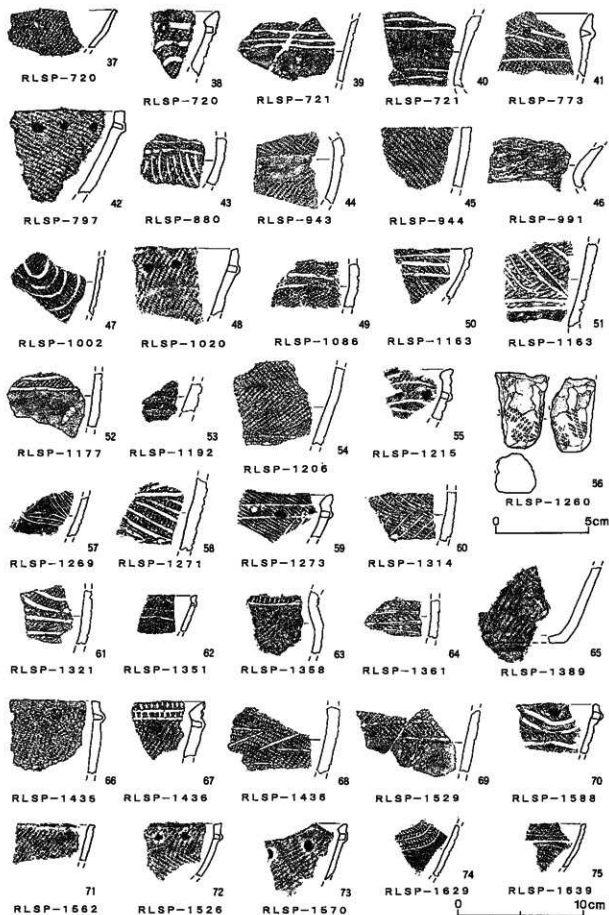 37 38 39 40 41
RLSP-720 RLSP-720 RLSP-721 RLSP-721 RLSP-773
42 43 44 45 46
RLSP-797 RLSP-880 RLSP-943 RLSP-944 RLSP-991
47 48 49 50 51
RLSP-1002 RLSP-1020 RLSP-1086 RLSP-1163 RLSP-1163
52 53 54 55 56
RLSP-1177 RLSP-1192 RLSP-1206 RLSP-1215 RLSP-1260
0 5cm
57 58 59 60
RLSP-1269 RLSP-1271 RLSP-1273 RLSP-1314
61 62 63 64 65
RLSP-1321 RLSP-1351 RLSP-1358 RLSP-1361 RLSP-1389
66 67 68 69 70
RLSP-1435 RLSP-1436 RLSP-1436 RLSP-1529 RLSP-1588
71 72 73 74 75
RLSP-1562 RLSP-1526 RLSP-1570 RLSP-1629 RLSP-1639
0 10cm